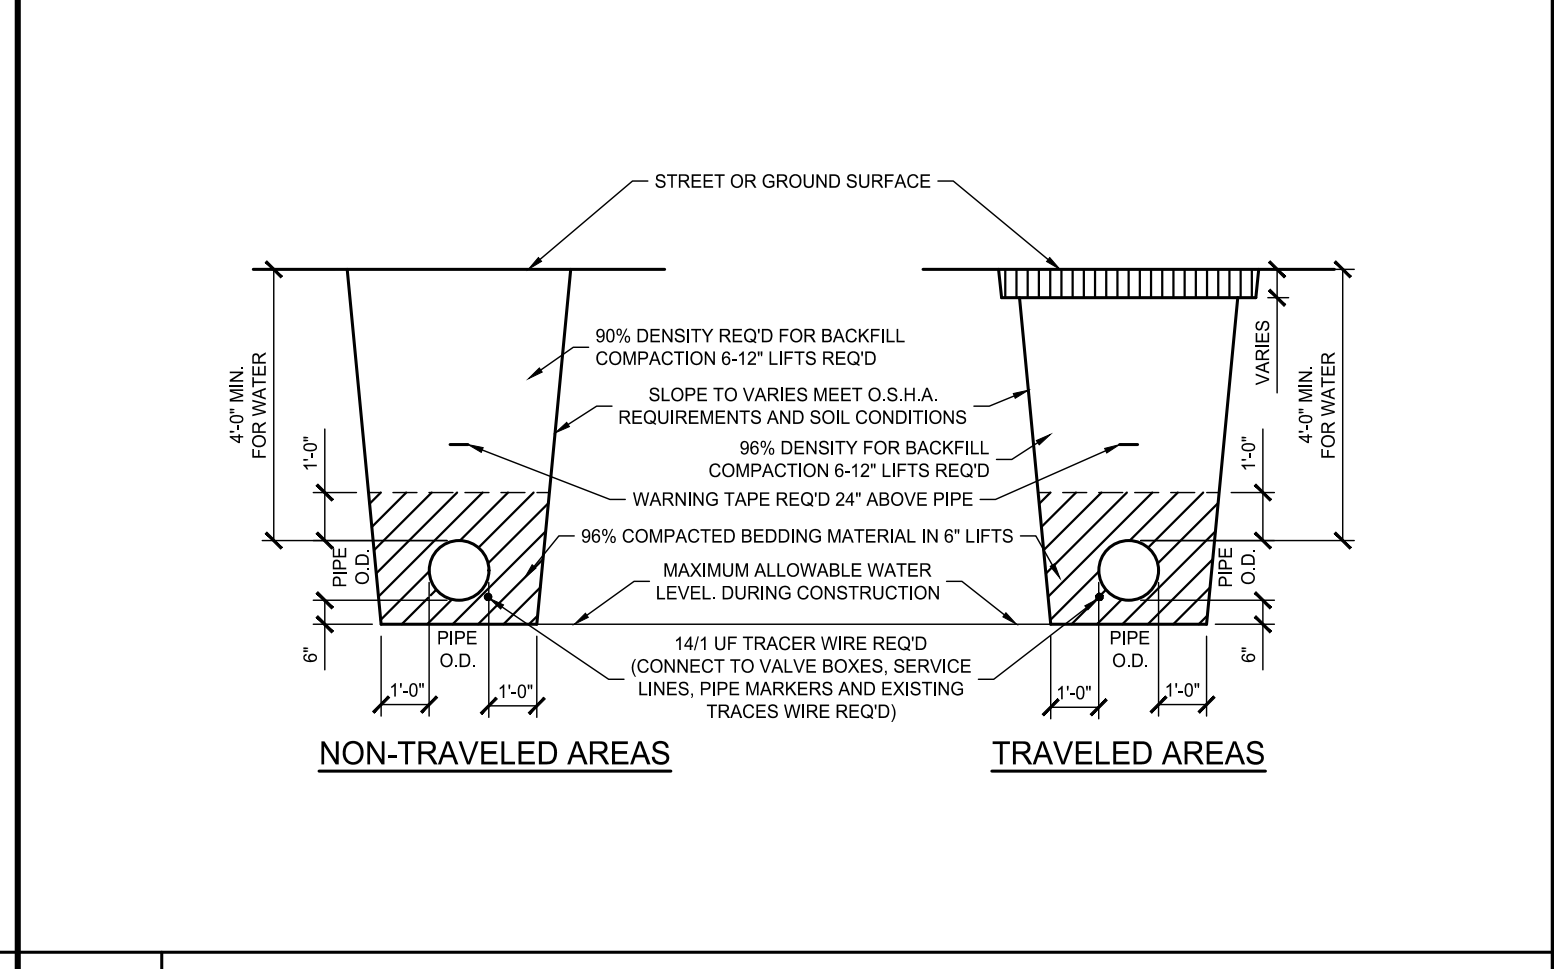 STREET OR GROUND SURFACE
90% DENSITY REQ'D FOR BACKFILL
COMPACTION 6-12" LIFTS REQ'D
SLOPE TO VARIES MEET O.S.H.A.
REQUIREMENTS AND SOIL CONDITIONS
96% DENSITY FOR BACKFILL
COMPACTION 6-12" LIFTS REQ'D
WARNING TAPE REQ'D 24" ABOVE PIPE
96% COMPACTED BEDDING MATERIAL IN 6" LIFTS
MAXIMUM ALLOWABLE WATER
LEVEL. DURING CONSTRUCTION
14/1 UF TRACER WIRE REQ'D
(CONNECT TO VALVE BOXES, SERVICE
LINES, PIPE MARKERS AND EXISTING
TRACES WIRE REQ'D)
4'-0" MIN.
FOR WATER
1'-0"
PIPE
O.D.
6"
PIPE
O.D.
1'-0"
1'-0"
NON-TRAVELED AREAS
VARIES
4'-0" MIN.
FOR WATER
1'-0"
PIPE
O.D.
6"
PIPE
O.D.
1'-0"
1'-0"
TRAVELED AREAS